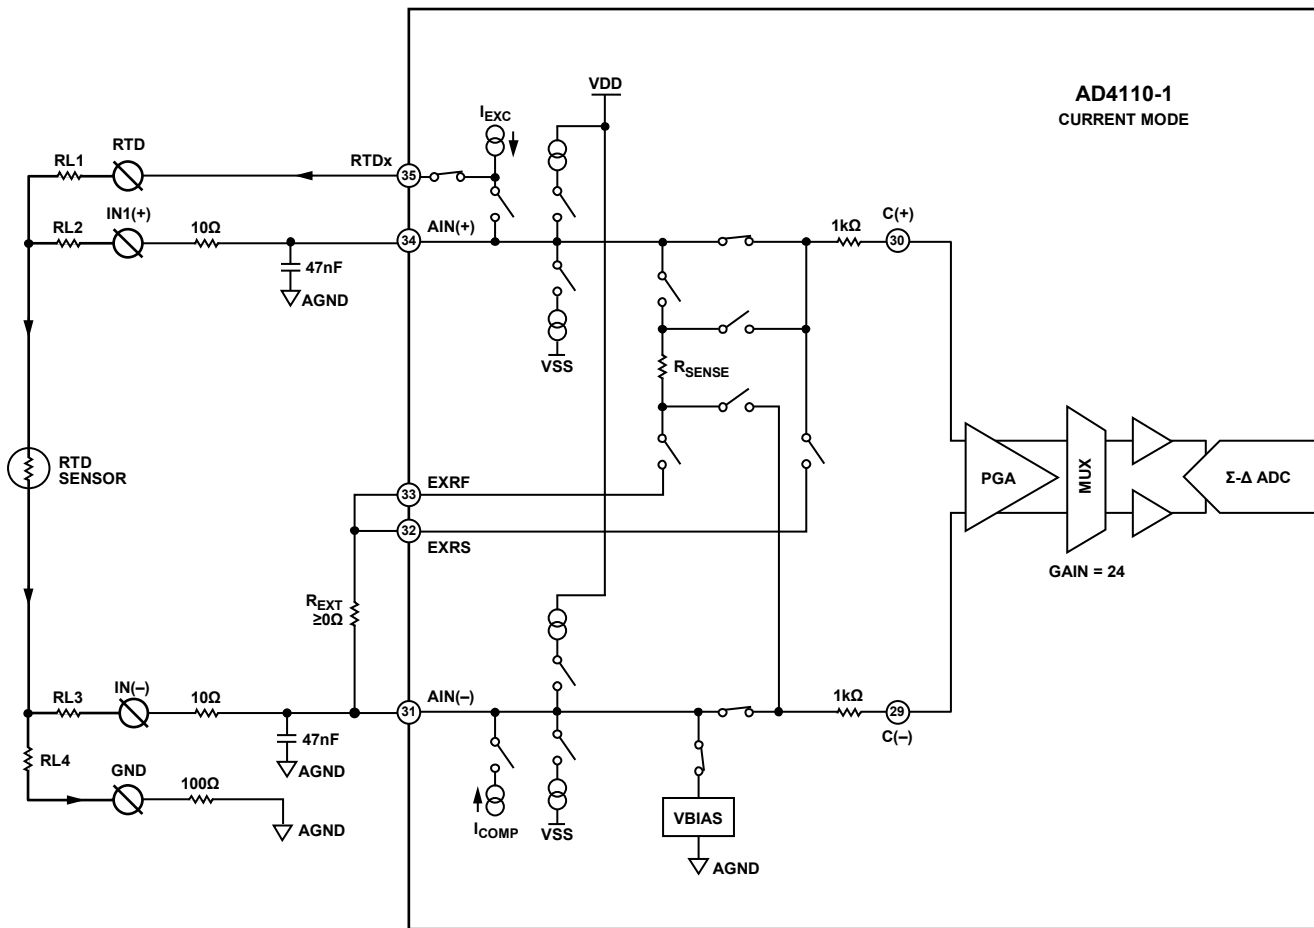 AD4110-1
CURRENT MODE
VDD
IEXC
RTD
RL1
RTDx
35
IN1(+)
RL2
10Ω
34
AIN(+)
1kΩ
C(+)
30
47nF
AGND
VSS
RSENSE
RTD
SENSOR
EXRF
33
32
EXRS
PGA
MUX
Σ-Δ ADC
GAIN = 24
REXT
≥0Ω
IN(–)
RL3
10Ω
31
AIN(–)
1kΩ
29
C(–)
47nF
AGND
RL4
GND
100Ω
AGND
ICOMP
VSS
VBIAS
AGND